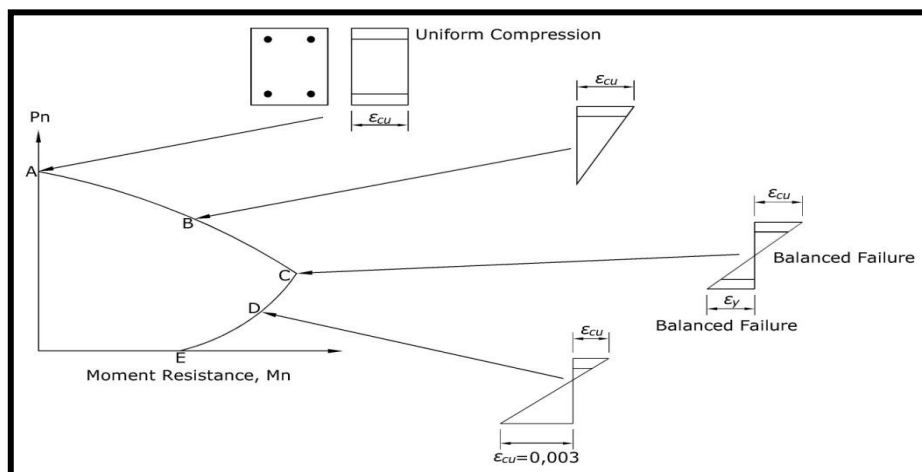 Uniform Compression
εcu
Pn
A
B
C
D
E
Moment Resistance, Mn
εcu
εcu
Balanced Failure
εy
Balanced Failure
εcu
εcu=0,003